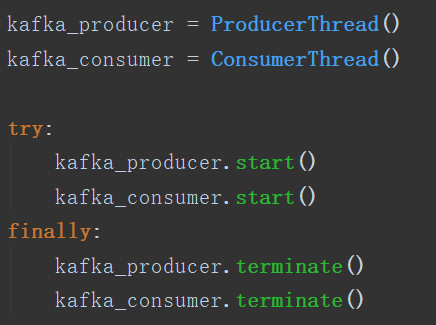 kafka_producer = ProducerThread()
kafka_consumer = ConsumerThread()
try:
kafka_producer.start()
kafka_consumer.start()
finally:
kafka_producer.terminate()
kafka_consumer.terminate()